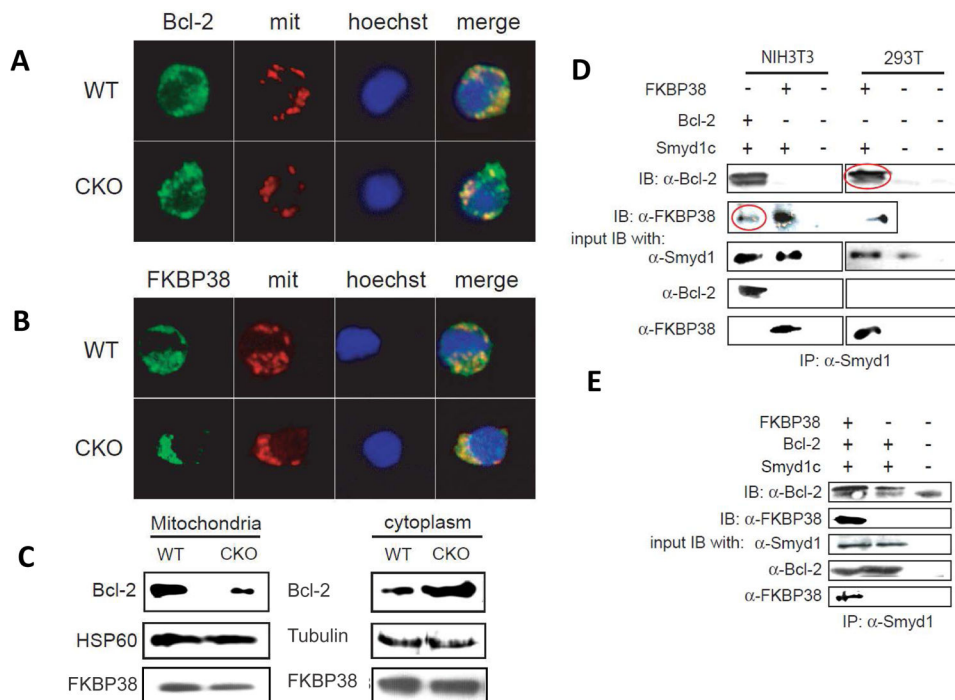 A
Bcl-2 mit hoechst merge
WT
CKO
B
FKBP38 mit hoechst merge
WT
CKO
C
Mitochondria cytoplasm
WT CKO WT CKO
Bcl-2 Bcl-2
HSP60 Tubulin
FKBP38 FKBP38
D
NIH3T3 293T
FKBP38 - + - + - -
Bcl-2 + - - - - -
Smyd1c + + - + - -
IB: α-Bcl-2
IB: α-FKBP38
input IB with:
α-Smyd1
α-Bcl-2
α-FKBP38
IP: α-Smyd1
E
FKBP38 + - -
Bcl-2 + + -
Smyd1c + + -
IB: α-Bcl-2
IB: α-FKBP38
input IB with: α-Smyd1
α-Bcl-2
α-FKBP38
IP: α-Smyd1